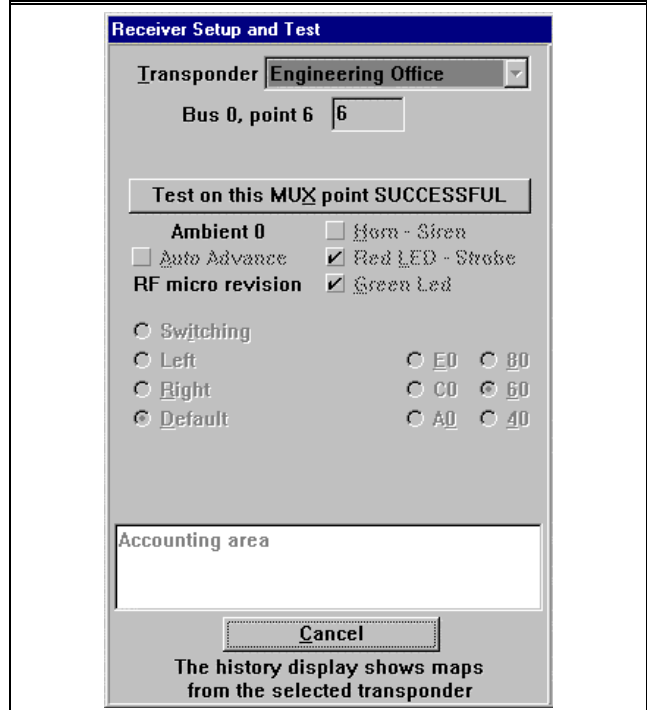 Receiver Setup and Test
Transponder Engineering Office
Bus 0, point 6 6
Test on this MUX point SUCCESSFUL
Ambient 0 Horn - Siren
Auto Advance Red LED - Strobe
RF micro revision Green Led
Switching
Left E0 80
Right C0 60
Default A0 40
Accounting area
Cancel
The history display shows maps
from the selected transponder